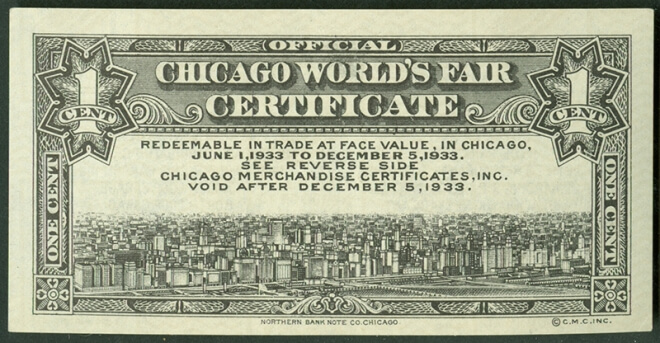 OFFICIAL
CHICAGO WORLD'S FAIR
CERTIFICATE
1 CENT
1 CENT
REDEEMABLE IN TRADE AT FACE VALUE, IN CHICAGO,
JUNE 1, 1933 TO DECEMBER 5, 1933.
SEE REVERSE SIDE
CHICAGO MERCHANDISE CERTIFICATES, INC.
VOID AFTER DECEMBER 5, 1933.
ONE CENT
ONE CENT
NORTHERN BANK NOTE CO. CHICAGO
© C.M.C., INC.